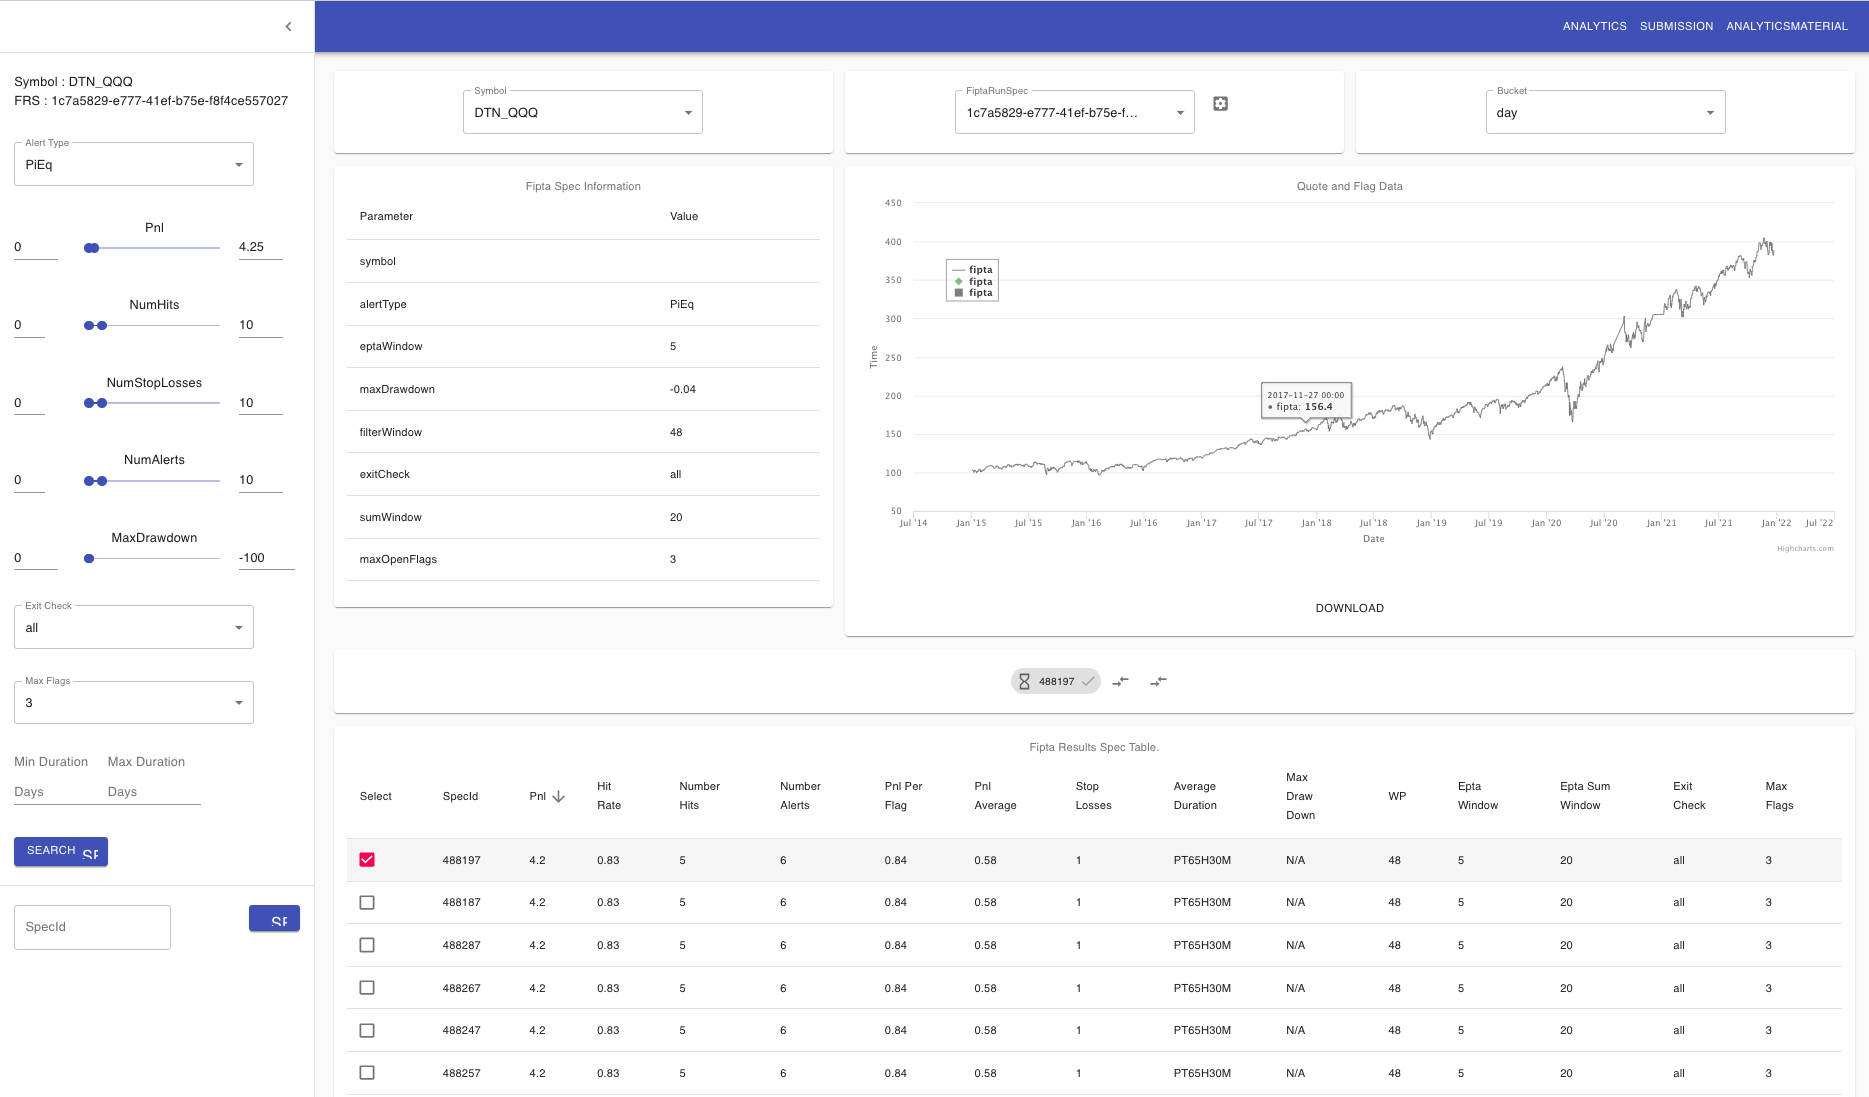 ANALYTICS SUBMISSION ANALYTICSMATERIAL
Symbol : DTN_QQQ
FRS : 1c7a5829-e777-41ef-b75e-f8f4ce557027
Alert Type
PiEq
Pnl
0 4.25
NumHits
0 10
NumStopLosses
0 10
NumAlerts
0 10
MaxDrawdown
0 -100
Exit Check
all
Max Flags
3
Min Duration Max Duration
Days Days
SEARCH
SpecId
Symbol
DTN_QQQ
FiptaRunSpec
1c7a5829-e777-41ef-b75e-f...
Bucket
day
Fipta Spec Information
Parameter Value
symbol
alertType PiEq
eptaWindow 5
maxDrawdown -0.04
filterWindow 48
exitCheck all
sumWindow 20
maxOpenFlags 3
Quote and Flag Data
450
400
350
300
250
200
150
100
50
Time
fipta
fipta
fipta
2017-11-27 00:00
● fipta: 156.4
Jul '14 Jan '15 Jul '15 Jan '16 Jul '16 Jan '17 Jul '17 Jan '18 Jul '18 Jan '19 Jul '19 Jan '20 Jul '20 Jan '21 Jul '21 Jan '22 Jul '22
Date
Highcharts.com
DOWNLOAD
488197
Fipta Results Spec Table.
Select SpecId Pnl Hit Rate Number Hits Number Alerts Pnl Per Flag Pnl Average Stop Losses Average Duration Max Draw Down WP Epta Window Epta Sum Window Exit Check Max Flags
488197 4.2 0.83 5 6 0.84 0.58 1 PT65H30M N/A 48 5 20 all 3
488187 4.2 0.83 5 6 0.84 0.58 1 PT65H30M N/A 48 5 20 all 3
488287 4.2 0.83 5 6 0.84 0.58 1 PT65H30M N/A 48 5 20 all 3
488267 4.2 0.83 5 6 0.84 0.58 1 PT65H30M N/A 48 5 20 all 3
488247 4.2 0.83 5 6 0.84 0.58 1 PT65H30M N/A 48 5 20 all 3
488257 4.2 0.83 5 6 0.84 0.58 1 PT65H30M N/A 48 5 20 all 3